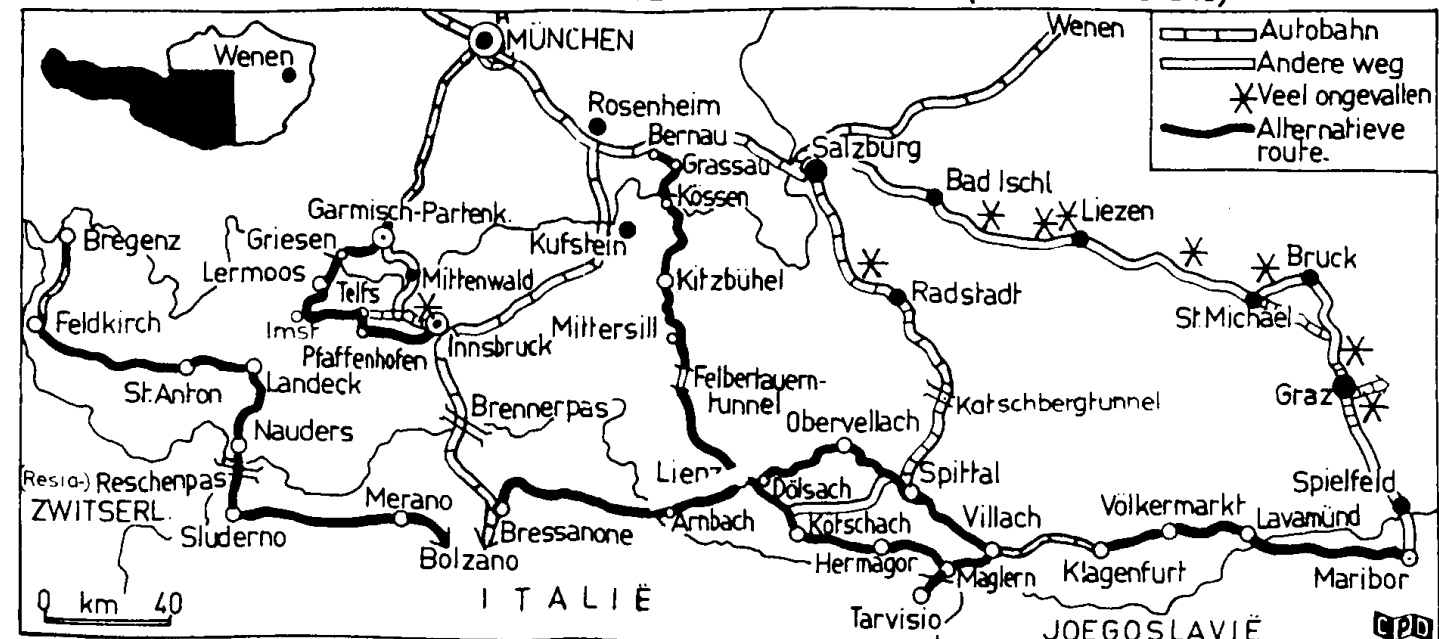 MÜNCHEN
Wenen
Wenen
Autobahn
Andere weg
Veel ongevallen
Alternatieve
route.
Rosenheim
Bernau
Grassau
Kössen
Salzburg
Bad Ischl
Liezen
Garmisch-Partenk.
Bregenz
Griesen
Kufstein
Lermoos
Mittenwald
Kitzbühel
Bruck
Telfs
Radstadt
Feldkirch
Imst
Mittersill
St.Michael
Pfaffenhofen
Innsbruck
St.Anton
Landeck
Felbertauern-
tunnel
Graz
Katschbergtunnel
Brennerpas
Nauders
Obervellach
(Resia-) Reschenpas
Lienz
Dölsach
Spittal
Spielfeld
ZWITSERL.
Merano
Völkermarkt
Lavamünd
Sluderno
Bressanone
Arnbach
Kötschach
Villach
Bolzano
Hermagor
Maglern
Klagenfurt
Maribor
0 km 40
ITALIË
Tarvisio
JOEGOSLAVIË
CPD